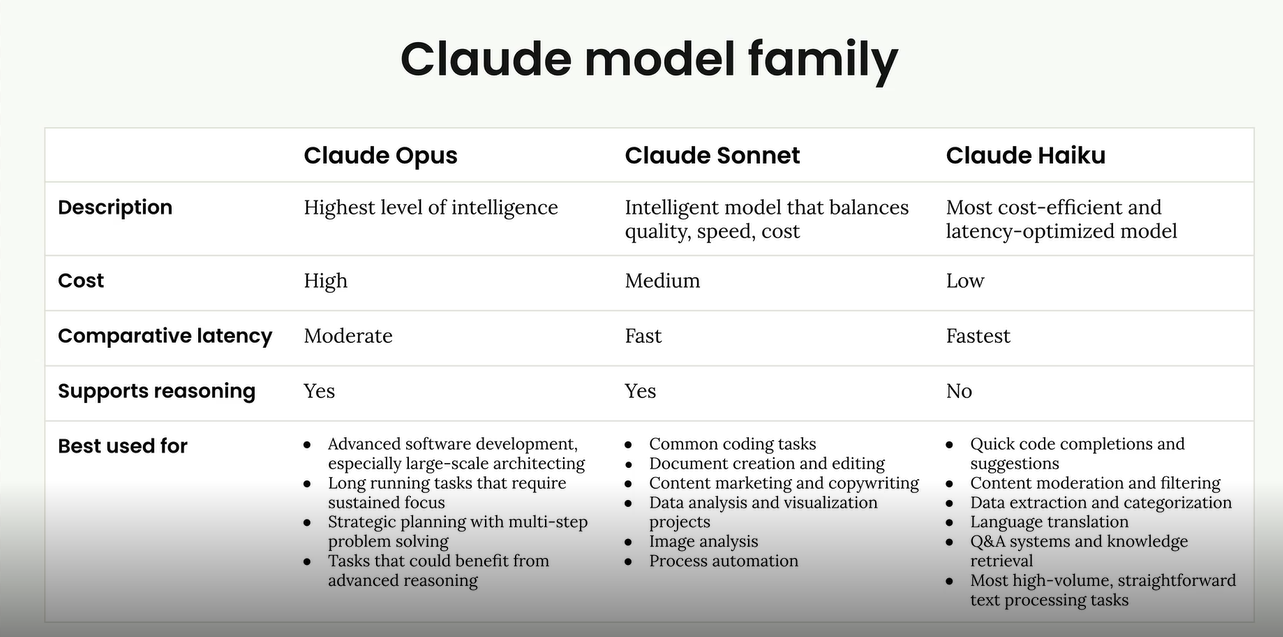 Claude model family
Claude Opus
Claude Sonnet
Claude Haiku
Description
Highest level of intelligence
Intelligent model that balances
quality, speed, cost
Most cost-efficient and
latency-optimized model
Cost
High
Medium
Low
Comparative latency
Moderate
Fast
Fastest
Supports reasoning
Yes
Yes
No
Best used for
● Advanced software development,
especially large-scale architecting
● Long running tasks that require
sustained focus
● Strategic planning with multi-step
problem solving
● Tasks that could benefit from
advanced reasoning
● Common coding tasks
● Document creation and editing
● Content marketing and copywriting
● Data analysis and visualization
projects
● Image analysis
● Process automation
● Quick code completions and
suggestions
● Content moderation and filtering
● Data extraction and categorization
● Language translation
● Q&A systems and knowledge
retrieval
● Most high-volume, straightforward
text processing tasks